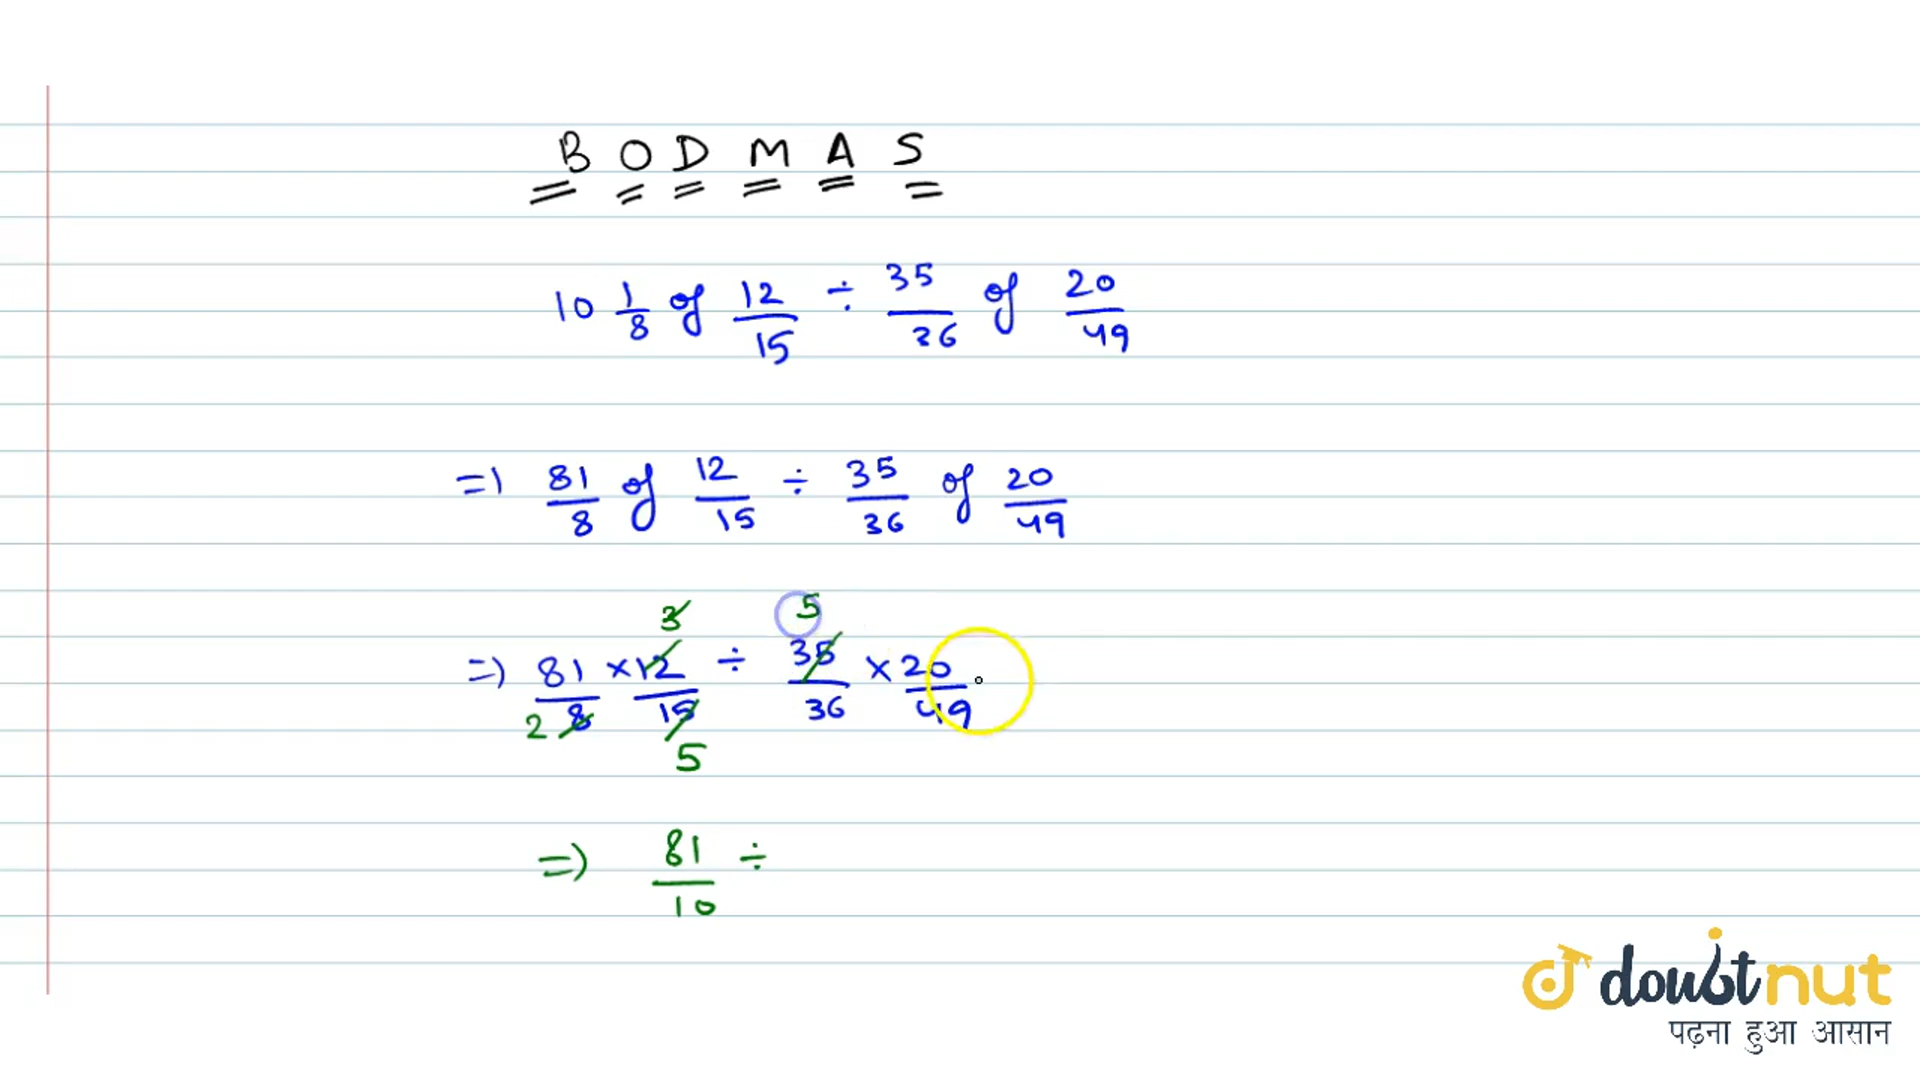 B O D M A S
10 1/8 of 12/15 ÷ 35/36 of 20/49
=) 81/8 of 12/15 ÷ 35/36 of 20/49
3 5
=) 81/8 × 12/15 ÷ 35/36 × 20/49
2 5
=) 81/10 ÷
doubtnut
पढ़ना हुआ आसान